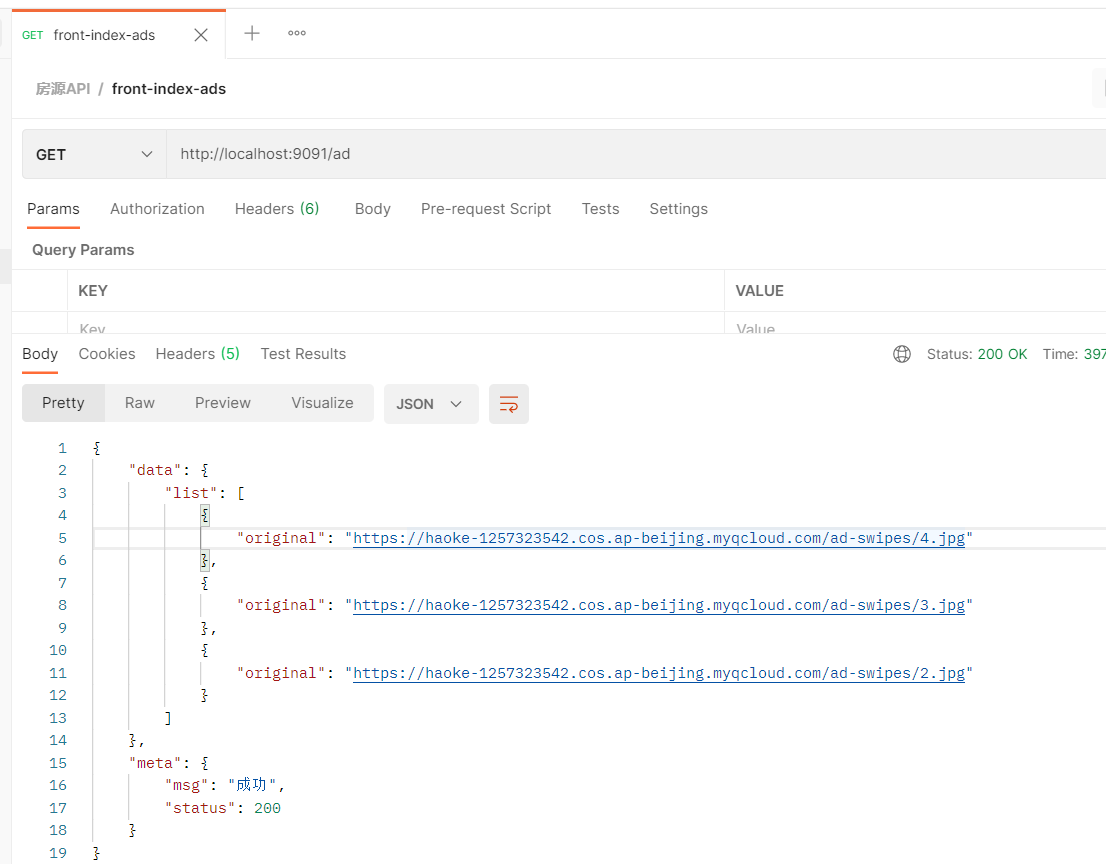 GET front-index-ads
房源API / front-index-ads
GET http://localhost:9091/ad
Params Authorization Headers (6) Body Pre-request Script Tests Settings
Query Params
KEY VALUE
Key Value
Body Cookies Headers (5) Test Results Status: 200 OK Time: 397
Pretty Raw Preview Visualize JSON
1 {
2 "data": {
3 "list": [
4 {
5 "original": "https://haoke-1257323542.cos.ap-beijing.myqcloud.com/ad-swipes/4.jpg"
6 },
7 {
8 "original": "https://haoke-1257323542.cos.ap-beijing.myqcloud.com/ad-swipes/3.jpg"
9 },
10 {
11 "original": "https://haoke-1257323542.cos.ap-beijing.myqcloud.com/ad-swipes/2.jpg"
12 }
13 ]
14 },
15 "meta": {
16 "msg": "成功",
17 "status": 200
18 }
19 }